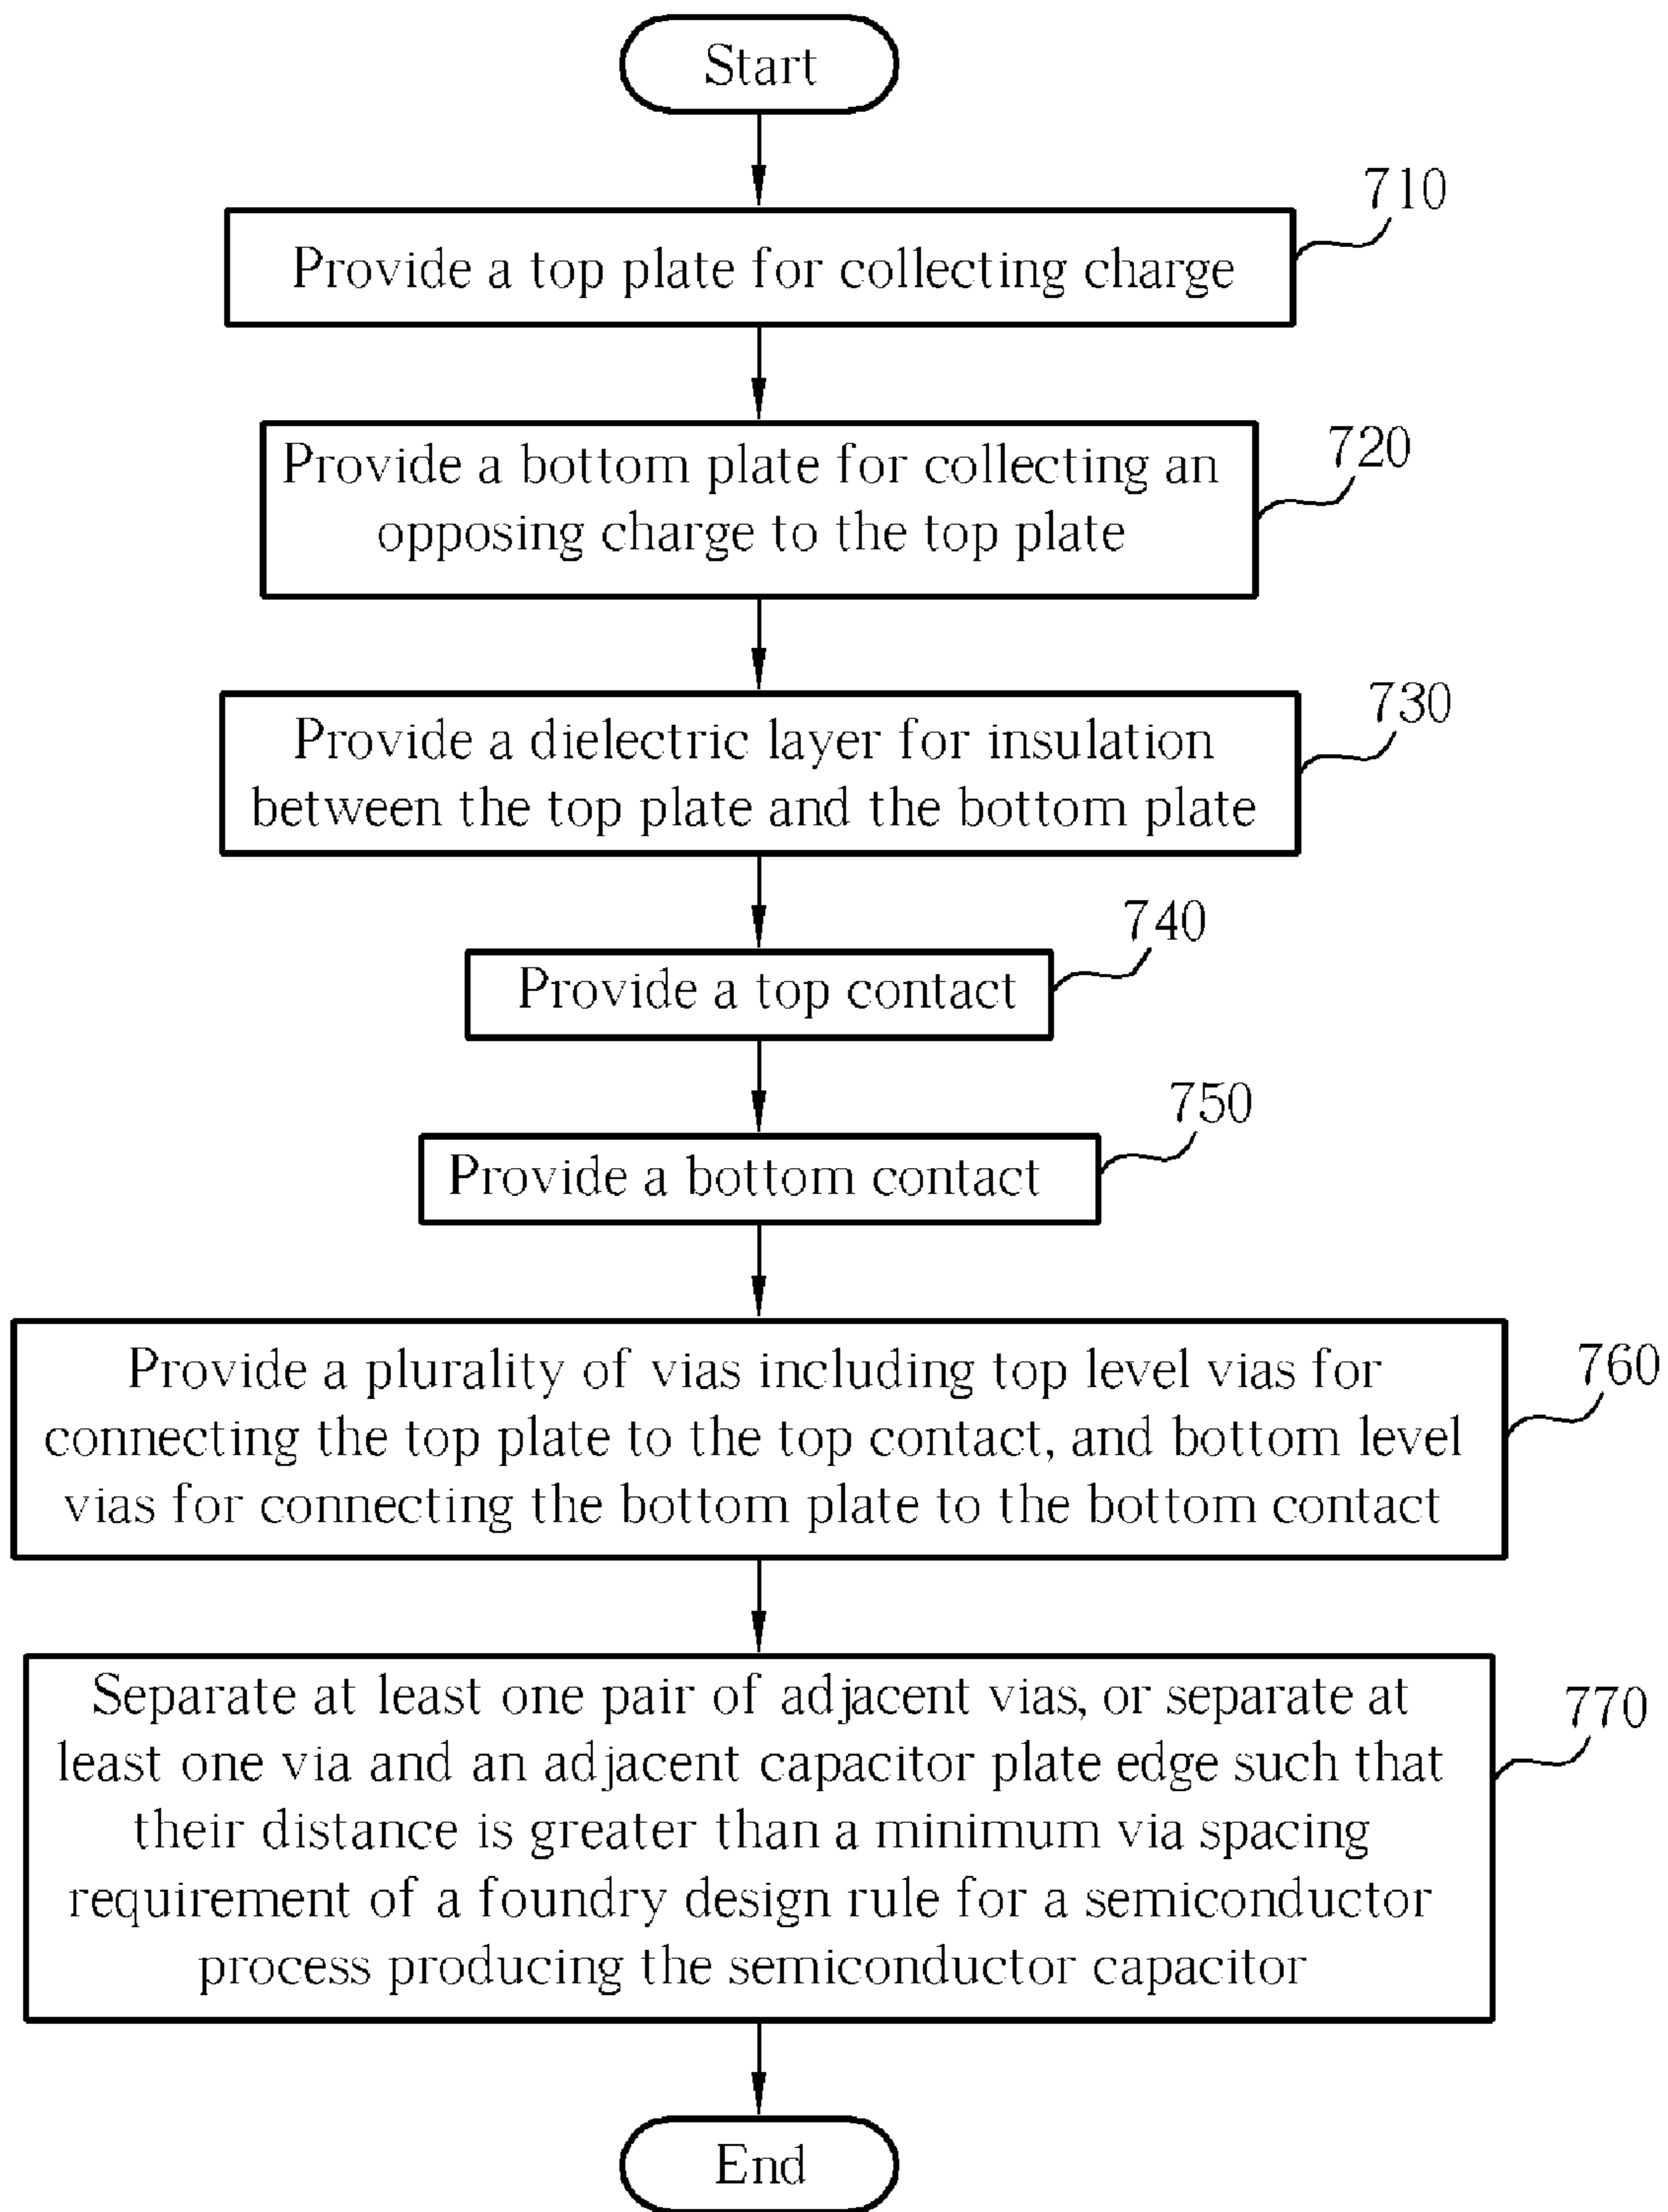 Start
710
Provide a top plate for collecting charge
720
Provide a bottom plate for collecting an
opposing charge to the top plate
730
Provide a dielectric layer for insulation
between the top plate and the bottom plate
740
Provide a top contact
750
Provide a bottom contact
760
Provide a plurality of vias including top level vias for
connecting the top plate to the top contact, and bottom level
vias for connecting the bottom plate to the bottom contact
770
Separate at least one pair of adjacent vias, or separate at
least one via and an adjacent capacitor plate edge such that
their distance is greater than a minimum via spacing
requirement of a foundry design rule for a semiconductor
process producing the semiconductor capacitor
End